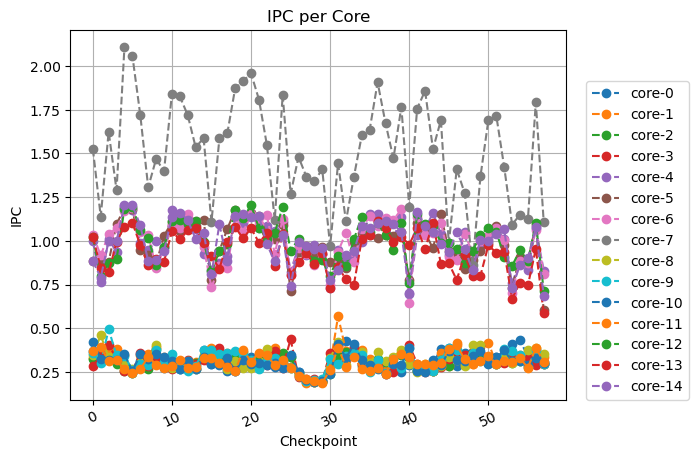 IPC per Core
IPC
2.00
1.75
1.50
1.25
1.00
0.75
0.50
0.25
0
10
20
30
40
50
Checkpoint
core-0
core-1
core-2
core-3
core-4
core-5
core-6
core-7
core-8
core-9
core-10
core-11
core-12
core-13
core-14